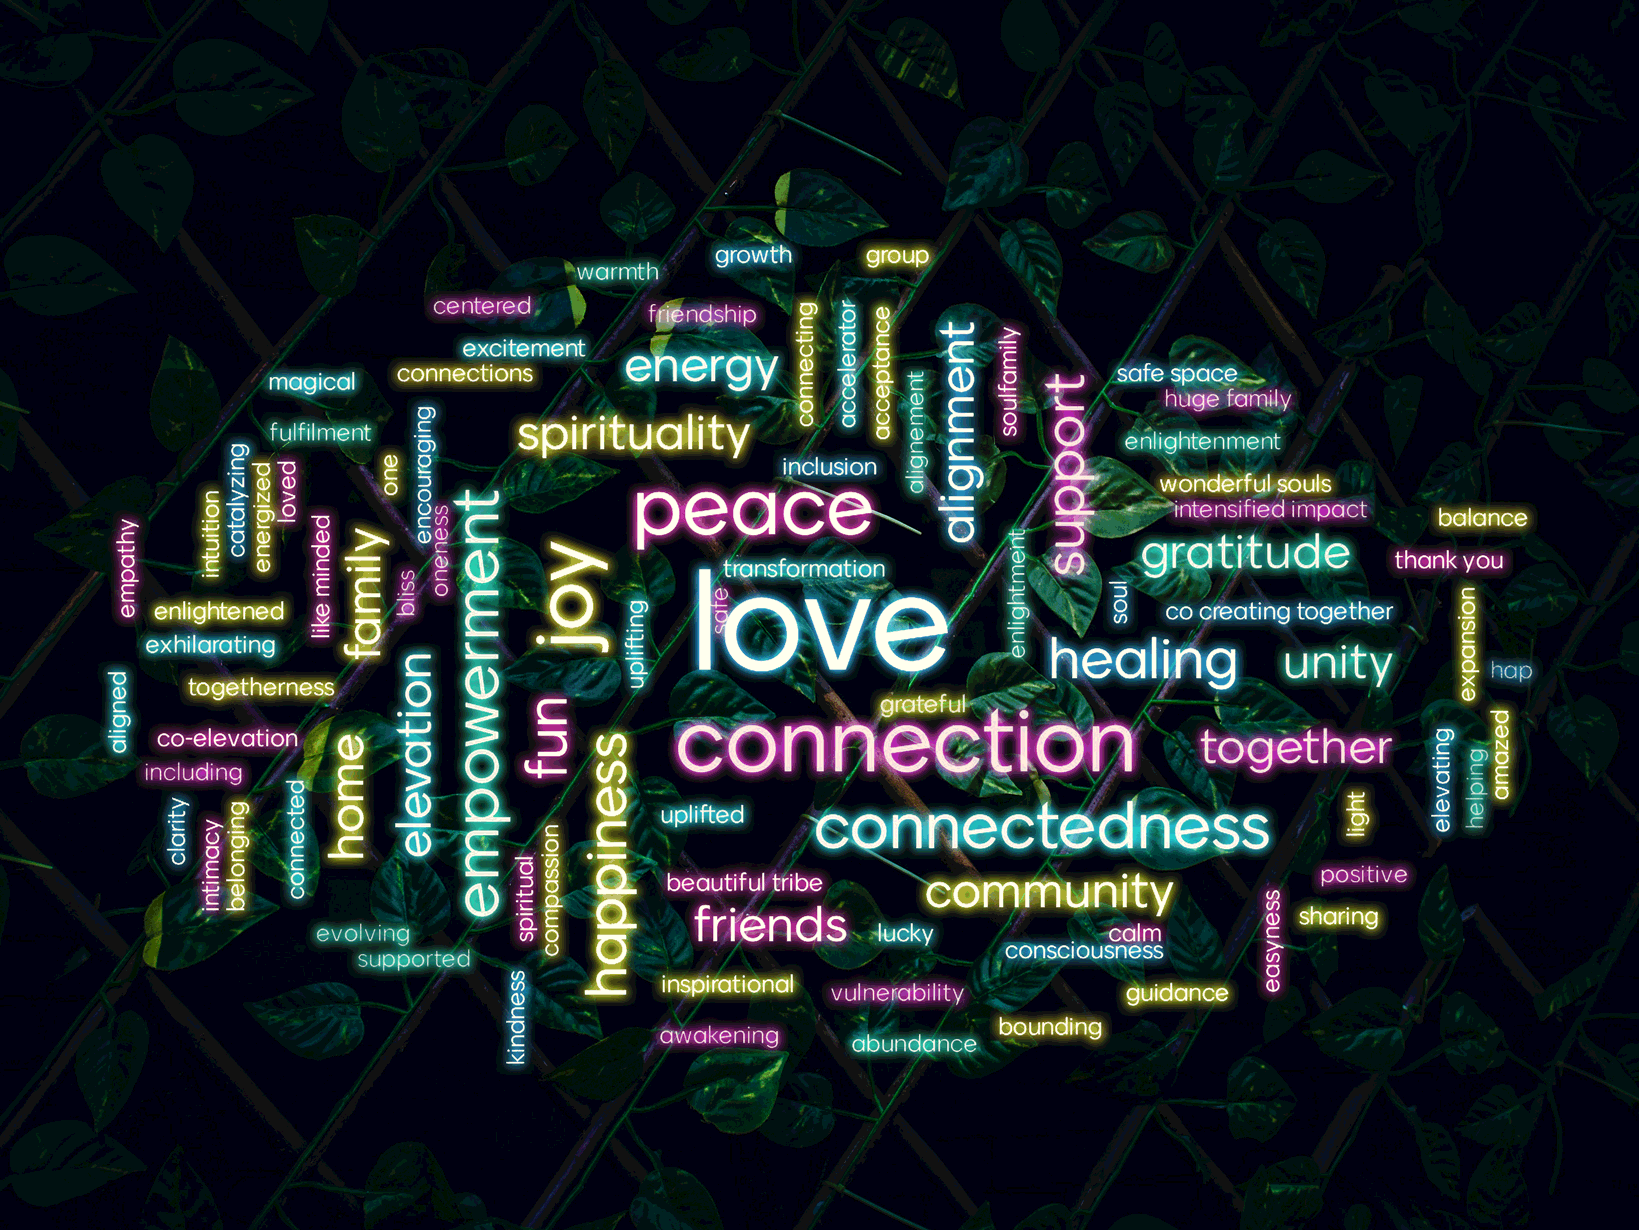 growth
group
warmth
centered
friendship
connecting
accelerator
acceptance
excitement
energy
alignment
soulfamily
connections
magical
alignement
support
safe space
huge family
fulfilment
spirituality
enlightenment
encouraging
one
inclusion
catalyzing
energized
loved
wonderful souls
intensified impact
peace
balance
intuition
empathy
like minded
family
bliss
oneness
empowerment
joy
transformation
gratitude
thank you
love
safe
uplifting
enlightment
soul
enlightened
co creating together
exhilarating
healing
unity
expansion
hap
togetherness
aligned
elevation
fun
grateful
co-elevation
connection
together
elevating
helping
amazed
including
home
happiness
clarity
intimacy
belonging
connected
uplifted
connectedness
light
spiritual
compassion
beautiful tribe
community
positive
friends
lucky
calm
consciousness
easyness
sharing
evolving
supported
kindness
inspirational
vulnerability
guidance
bounding
awakening
abundance